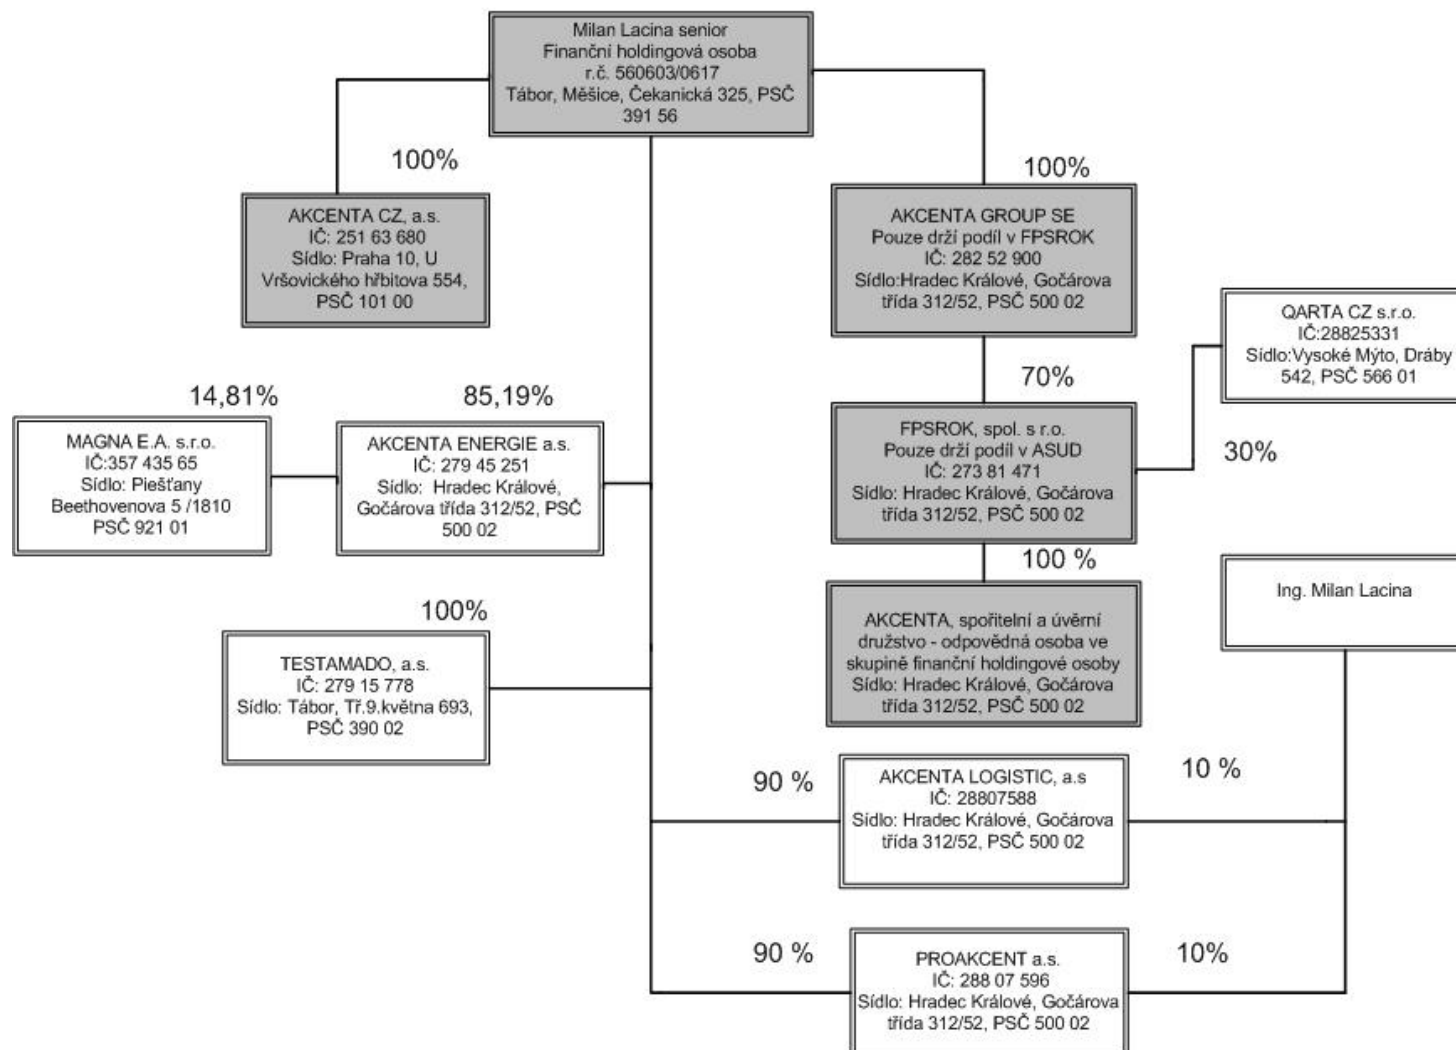 Milan Lacina senior
Finanční holdingová osoba
r.č. 560603/0617
Tábor, Měšice, Čekanická 325, PSČ
391 56
100%
100%
AKCENTA CZ, a.s.
IČ: 251 63 680
Sídlo: Praha 10, U
Vršovického hřbitova 554,
PSČ 101 00
AKCENTA GROUP SE
Pouze drží podíl v FPSROK
IČ: 282 52 900
Sídlo:Hradec Králové, Gočárova
třída 312/52, PSČ 500 02
QARTA CZ s.r.o.
IČ:28825331
Sídlo:Vysoké Mýto, Dráby
542, PSČ 566 01
14,81%
85,19%
70%
30%
MAGNA E.A. s.r.o.
IČ:357 435 65
Sídlo: Piešťany
Beethovenova 5 /1810
PSČ 921 01
AKCENTA ENERGIE a.s.
IČ: 279 45 251
Sídlo: Hradec Králové,
Gočárova třída 312/52, PSČ
500 02
FPSROK, spol. s r.o.
Pouze drží podíl v ASUD
IČ: 273 81 471
Sídlo: Hradec Králové, Gočárova
třída 312/52, PSČ 500 02
100 %
100%
TESTAMADO, a.s.
IČ: 279 15 778
Sídlo: Tábor, Tř.9.května 693,
PSČ 390 02
AKCENTA, spořitelní a úvěrní
družstvo - odpovědná osoba ve
skupině finanční holdingové osoby
Sídlo: Hradec Králové, Gočárova
třída 312/52, PSČ 500 02
Ing. Milan Lacina
90 %
10 %
AKCENTA LOGISTIC, a.s
IČ: 28807588
Sídlo: Hradec Králové, Gočárova
třída 312/52, PSČ 500 02
90 %
10%
PROAKCENT a.s.
IČ: 288 07 596
Sídlo: Hradec Králové, Gočárova
třída 312/52, PSČ 500 02